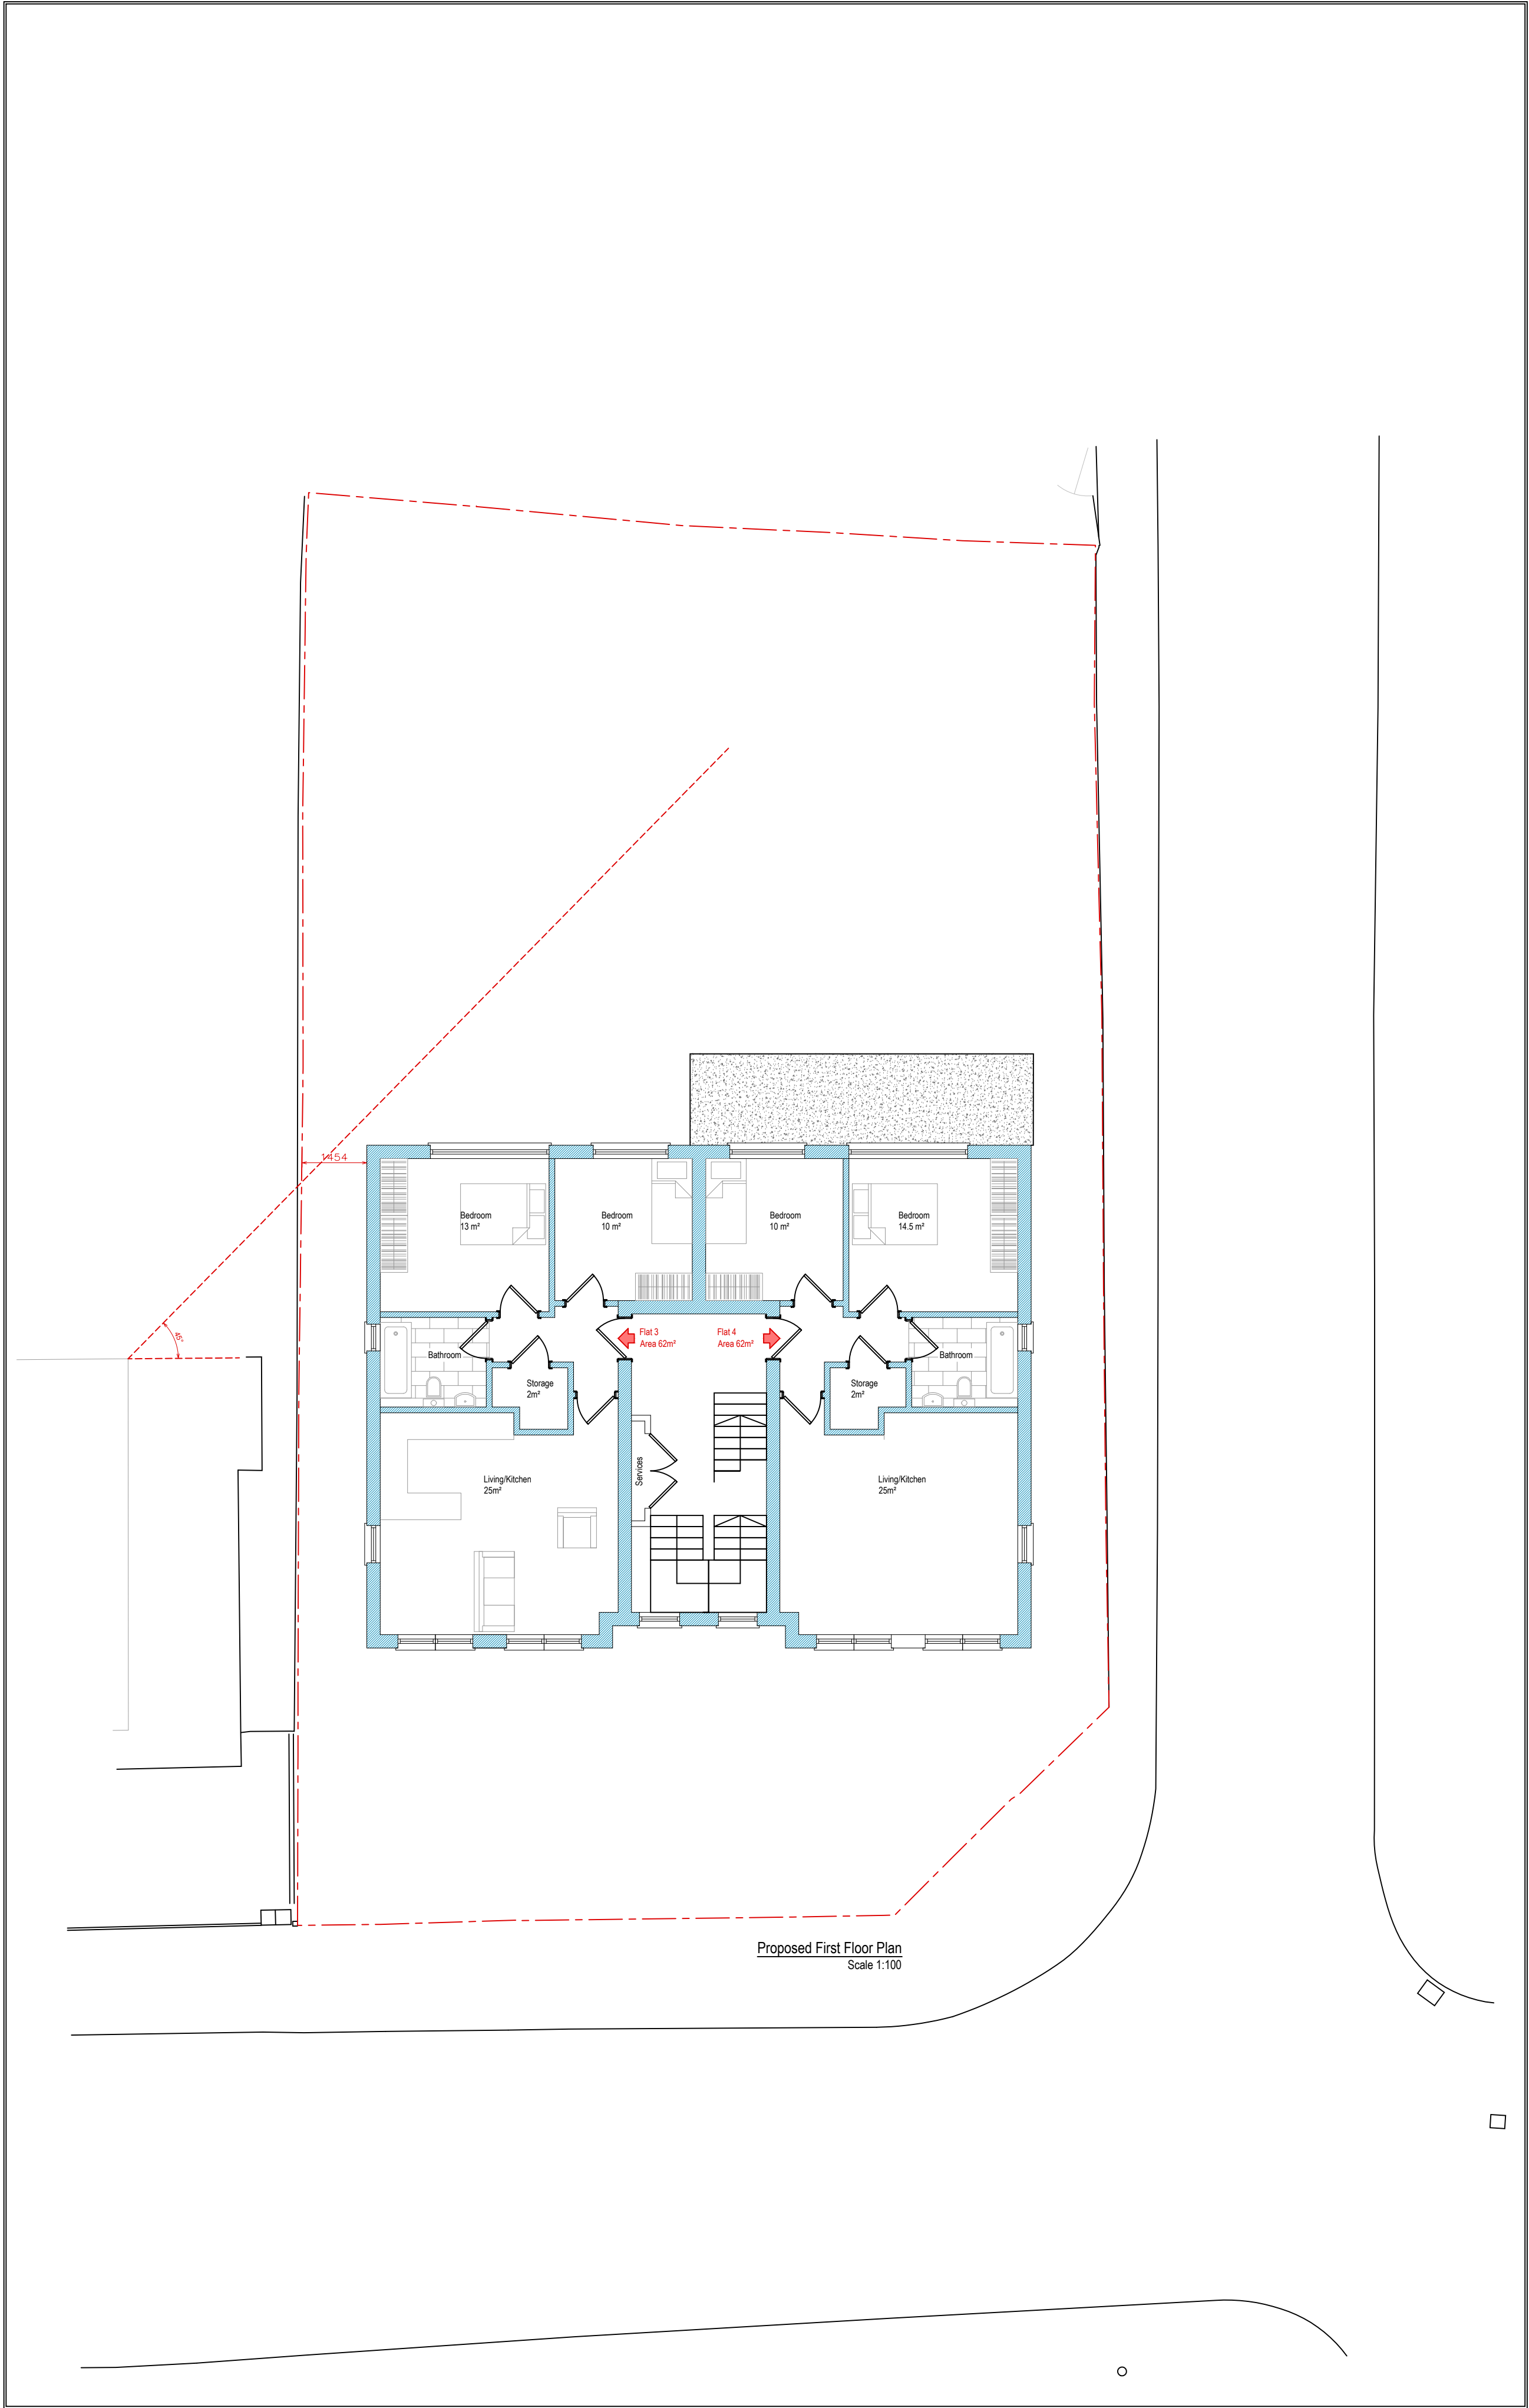 1454
Bedroom
13 m²
Bedroom
10 m²
Bedroom
10 m²
Bedroom
14.5 m²
45°
Flat 3
Area 62m²
Flat 4
Area 62m²
Bathroom
Bathroom
Storage
2m²
Storage
2m²
Services
Living/Kitchen
25m²
Living/Kitchen
25m²
Proposed First Floor Plan
Scale 1:100